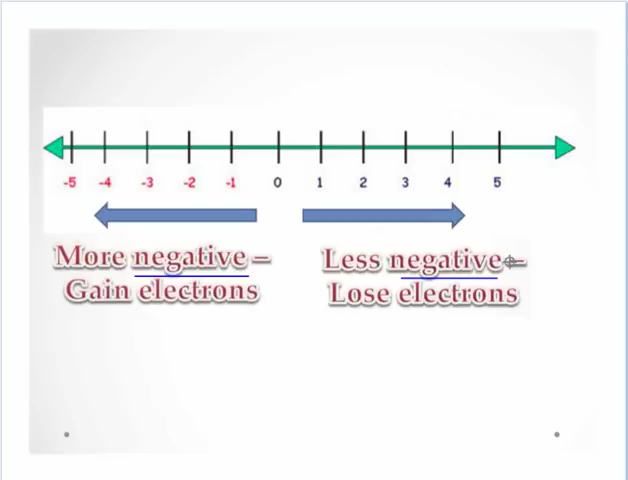 -5 -4 -3 -2 -1 0 1 2 3 4 5
More negative –
Gain electrons
Less negative –
Lose electrons